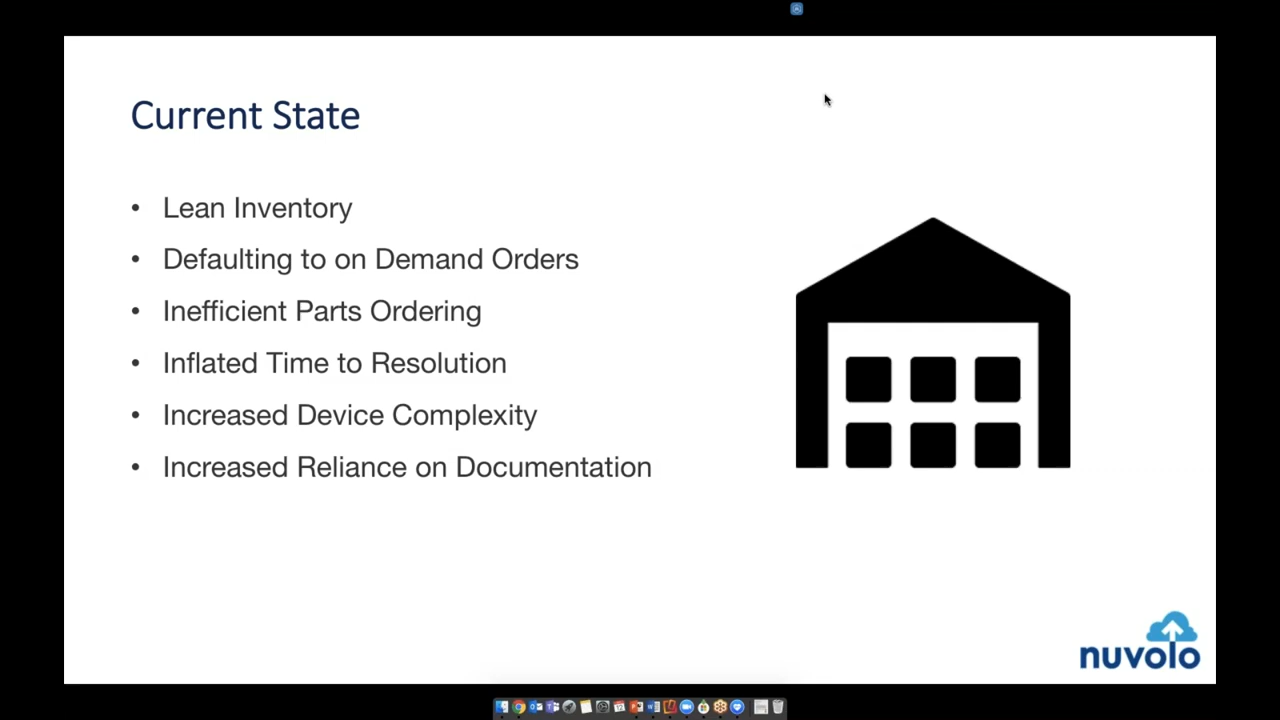 Current State
• Lean Inventory
• Defaulting to on Demand Orders
• Inefficient Parts Ordering
• Inflated Time to Resolution
• Increased Device Complexity
• Increased Reliance on Documentation
nuvolo